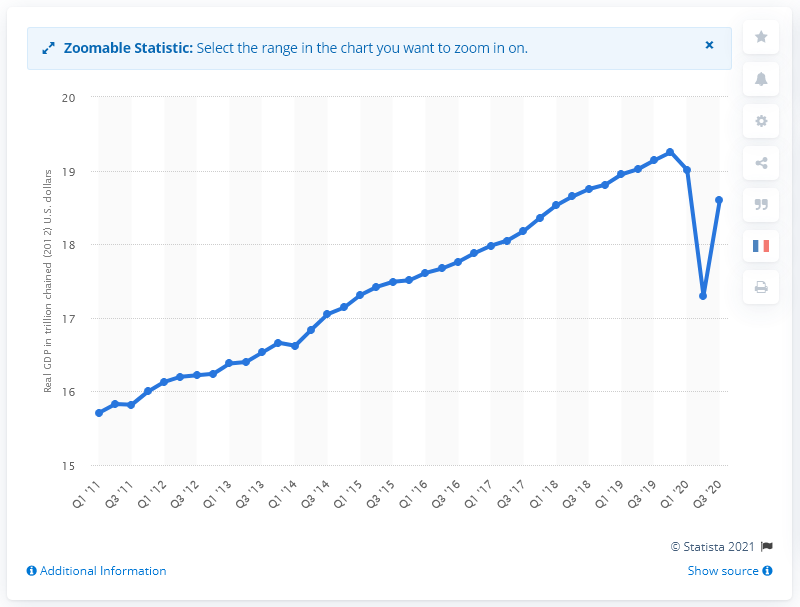 Zoomable Statistic: Select the range in the chart you want to zoom in on.
×
20
19
18
17
16
15
Real GDP in trillion chained (2012) U.S. dollars
Q1 '11
Q3 '11
Q1 '12
Q3 '12
Q1 '13
Q3 '13
Q1 '14
Q3 '14
Q1 '15
Q3 '15
Q1 '16
Q3 '16
Q1 '17
Q3 '17
Q1 '18
Q3 '18
Q1 '19
Q3 '19
Q1 '20
Q3 '20
© Statista 2021
Additional Information
Show source